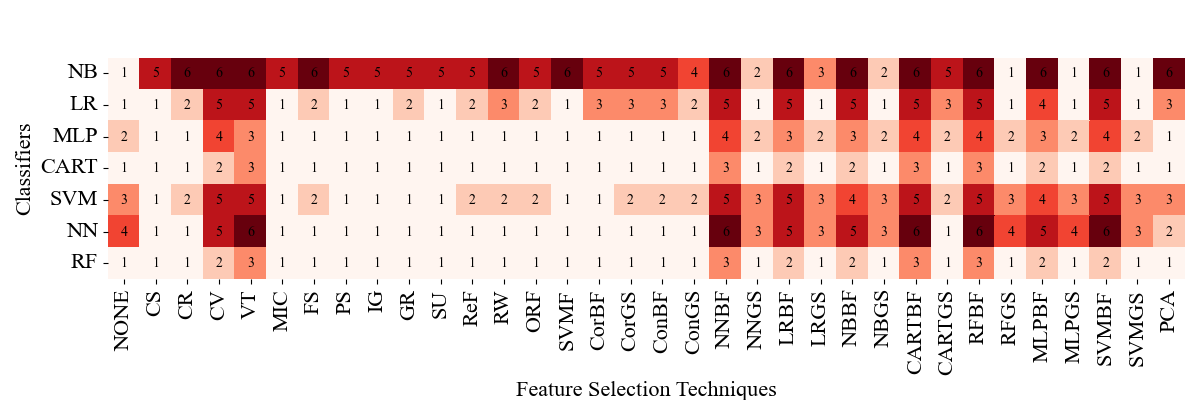 NB 1 5 6 6 6 5 6 5 5 5 5 5 6 5 6 5 5 5 4 6 2 6 3 6 2 6 5 6 1 6 1 6 1 6
LR 1 1 2 5 5 1 2 1 1 2 1 2 3 2 1 3 3 3 2 5 1 5 1 5 1 5 3 5 1 4 1 5 1 3
MLP 2 1 1 4 3 1 1 1 1 1 1 1 1 1 1 1 1 1 1 4 2 3 2 3 2 4 2 4 2 3 2 4 2 1
CART 1 1 1 2 3 1 1 1 1 1 1 1 1 1 1 1 1 1 1 3 1 2 1 2 1 3 1 3 1 2 1 2 1 1
SVM 3 1 2 5 5 1 2 1 1 1 1 2 2 2 1 1 2 2 2 5 3 5 3 4 3 5 2 5 3 4 3 5 3 3
NN 4 1 1 5 6 1 1 1 1 1 1 1 1 1 1 1 1 1 1 6 3 5 3 5 3 6 1 6 4 5 4 6 3 2
RF 1 1 1 2 3 1 1 1 1 1 1 1 1 1 1 1 1 1 1 3 1 2 1 2 1 3 1 3 1 2 1 2 1 1
Classifiers
NONE CS CR CV VT MIC FS PS IG GR SU ReF RW ORF SVMF CorBF CorGS ConBF ConGS NNBF NNGS LRBF LRGS NBBF NBGS CARTBF CARTGS RFBF RFGS MLPBF MLPGS SVMBF SVMGS PCA
Feature Selection Techniques